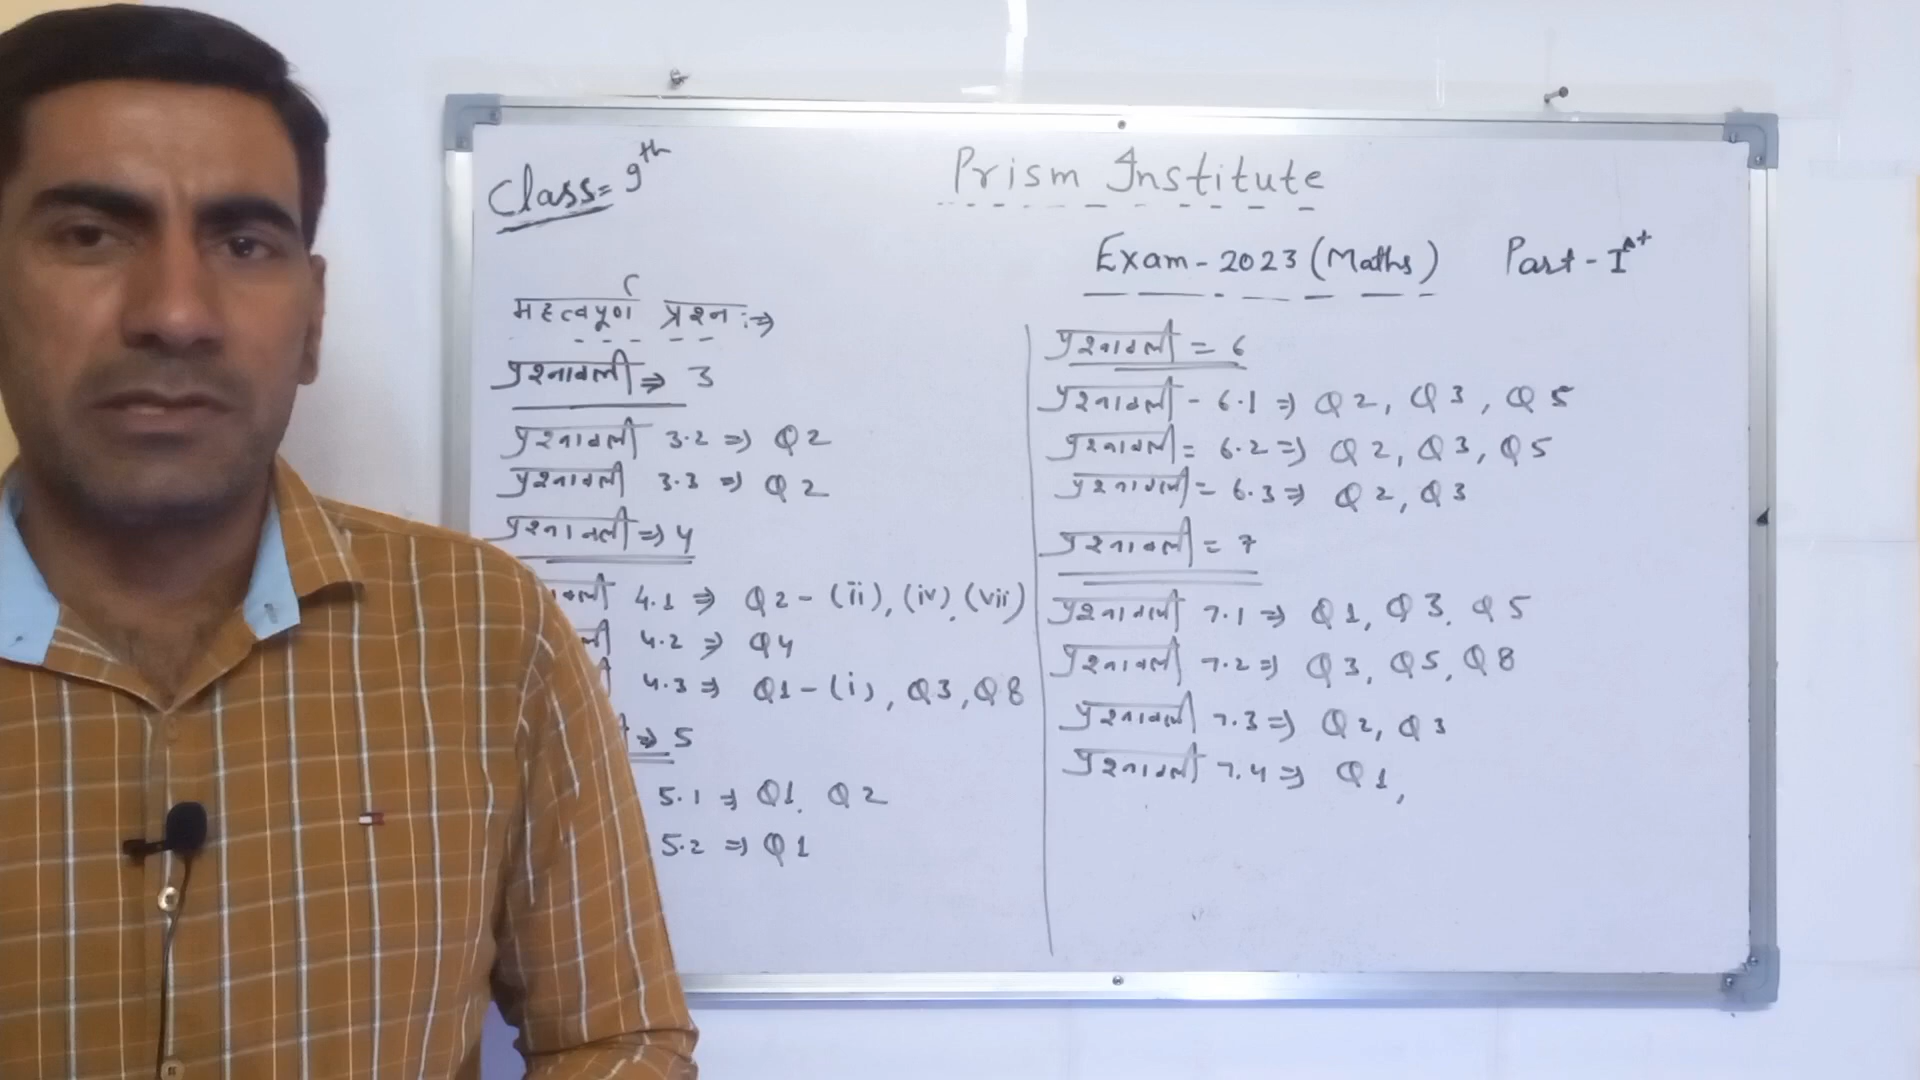 Class = 9th
Prism Institute
Exam - 2023 (Maths) Part - Ist
महत्वपूर्ण प्रश्न :⇒
प्रश्नावली ⇒ 3
प्रश्नावली 3.2 ⇒ Q2
प्रश्नावली 3.3 ⇒ Q2
प्रश्नावली ⇒ 4
वली 4.1 ⇒ Q2 - (ii), (iv), (vii)
ली 4.2 ⇒ Q4
4.3 ⇒ Q1 - (i), Q3, Q8
⇒ 5
5.1 ⇒ Q1, Q2
5.2 ⇒ Q1
प्रश्नावली = 6
प्रश्नावली - 6.1 ⇒ Q2, Q3, Q5
प्रश्नावली = 6.2 ⇒ Q2, Q3, Q5
प्रश्नावली = 6.3 ⇒ Q2, Q3
प्रश्नावली = 7
प्रश्नावली 7.1 ⇒ Q1, Q3, Q5
प्रश्नावली 7.2 ⇒ Q3, Q5, Q8
प्रश्नावली 7.3 ⇒ Q2, Q3
प्रश्नावली 7.4 ⇒ Q1,